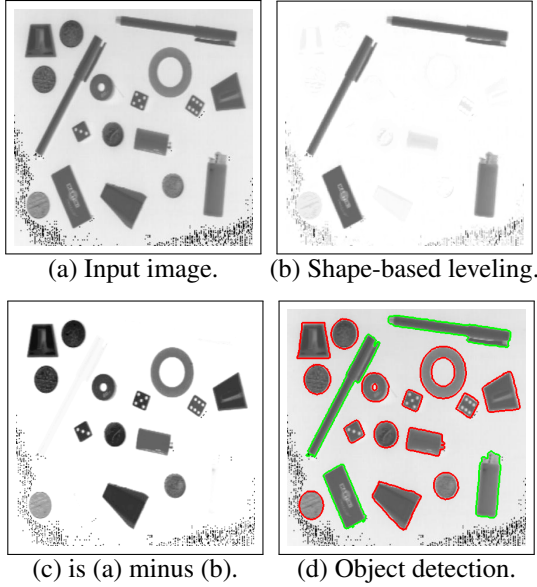 (a) Input image.
(b) Shape-based leveling.
(c) is (a) minus (b).
(d) Object detection.